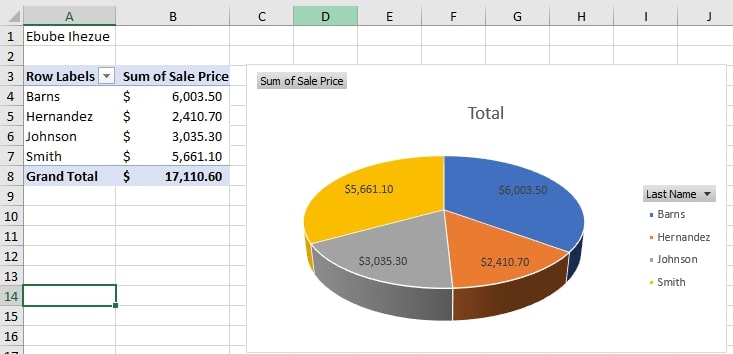 A B C D E F G H I J
1 Ebube Ihezue
2
3 Row Labels Sum of Sale Price
4 Barns $ 6,003.50
5 Hernandez $ 2,410.70
6 Johnson $ 3,035.30
7 Smith $ 5,661.10
8 Grand Total $ 17,110.60
9
10
11
12
13
14
15
16
Sum of Sale Price
Total
$5,661.10 $6,003.50
$3,035.30 $2,410.70
Last Name
Barns
Hernandez
Johnson
Smith